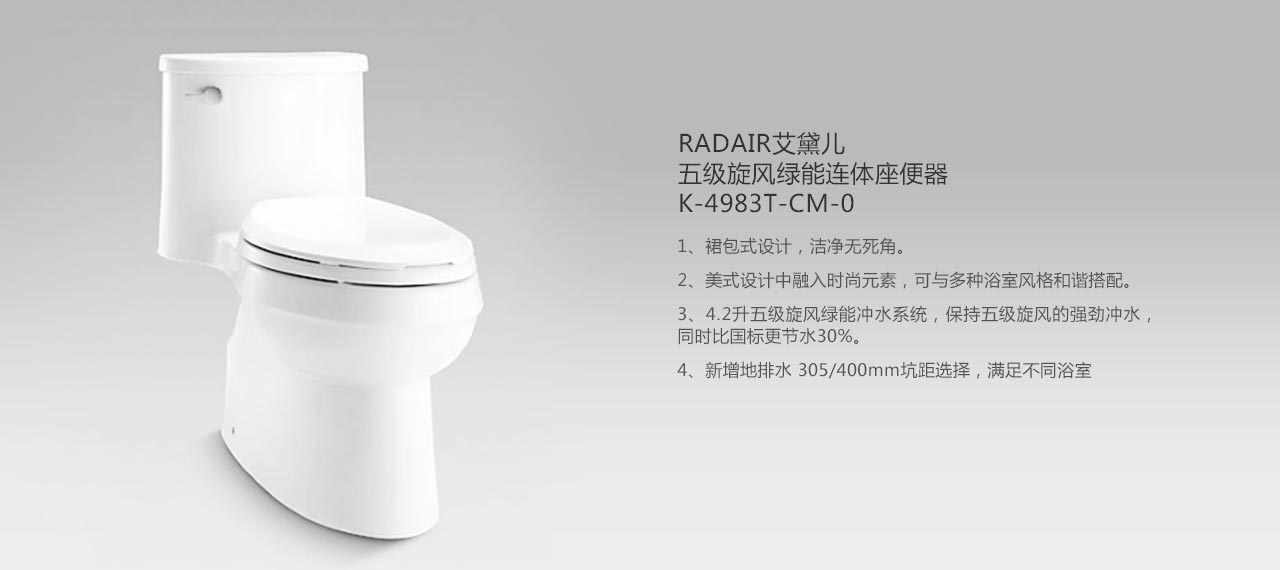 RADAIR艾黛儿
五级旋风绿能连体座便器
K-4983T-CM-0
1、裙包式设计，洁净无死角。
2、美式设计中融入时尚元素，可与多种浴室风格和谐搭配。
3、4.2升五级旋风绿能冲水系统，保持五级旋风的强劲冲水，
同时比国标更节水30%。
4、新增地排水 305/400mm坑距选择，满足不同浴室